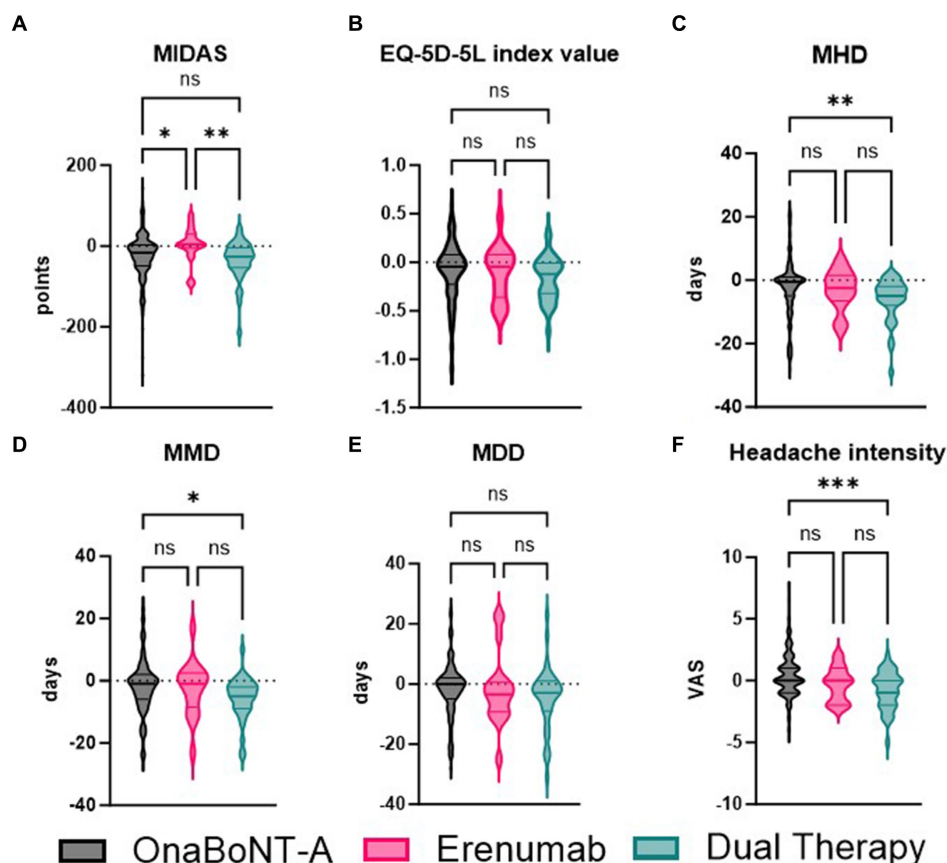 A
MIDAS
ns
*
**
200
0
-200
-400
points
B
EQ-5D-5L index value
ns
ns
ns
1.0
0.5
0.0
-0.5
-1.0
-1.5
C
MHD
**
ns
ns
40
20
0
-20
-40
days
D
MMD
*
ns
ns
40
20
0
-20
-40
days
E
MDD
ns
ns
ns
40
20
0
-20
-40
days
F
Headache intensity
***
ns
ns
10
5
0
-5
-10
VAS
OnaBoNT-A
Erenumab
Dual Therapy